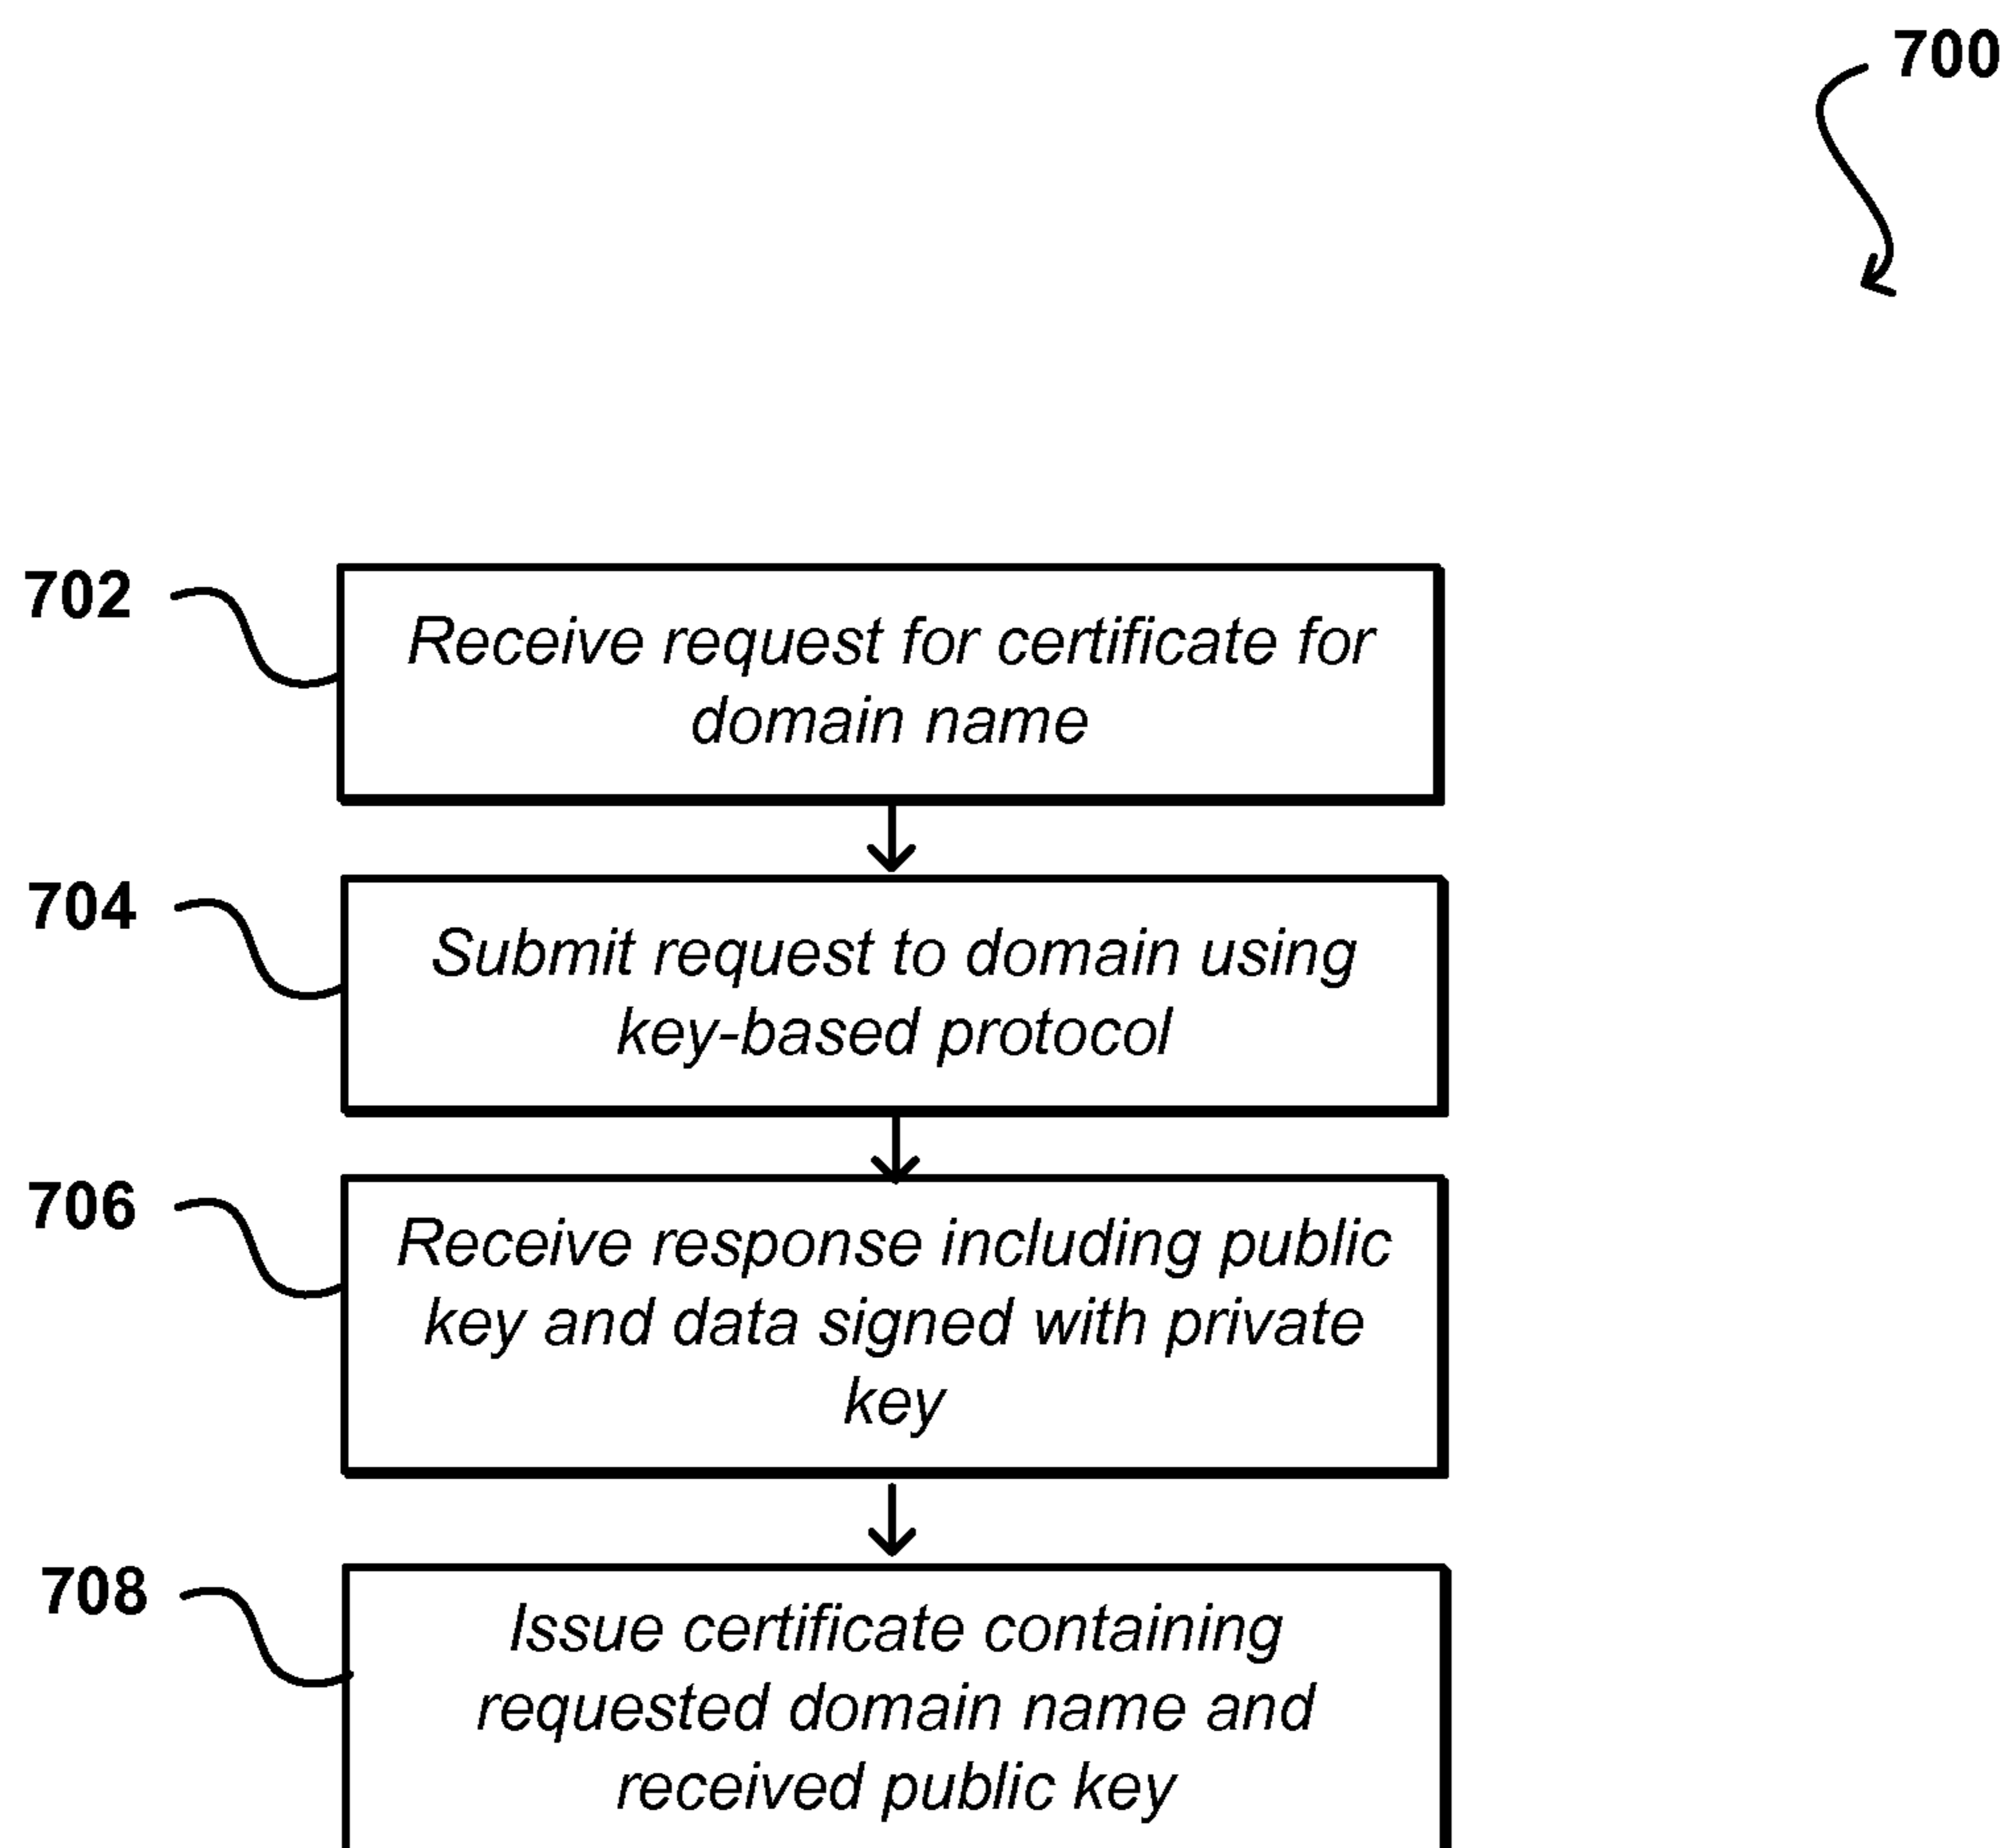 700
702
Receive request for certificate for
domain name
704
Submit request to domain using
key-based protocol
706
Receive response including public
key and data signed with private
key
708
Issue certificate containing
requested domain name and
received public key